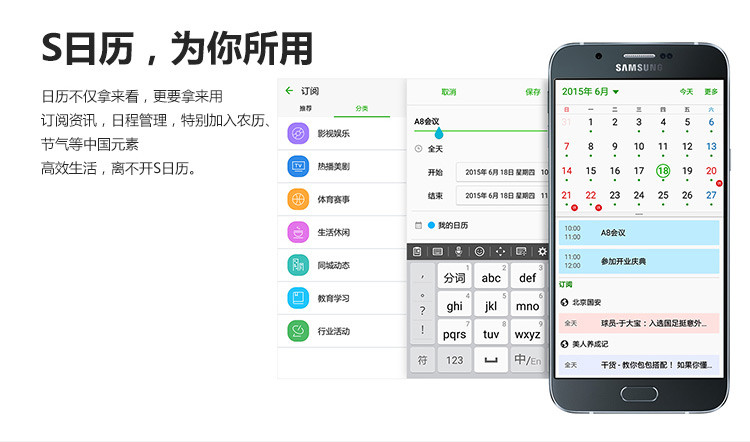 S日历，为你所用
日历不仅拿来看，更要拿来用
订阅资讯，日程管理，特别加入农历、
节气等中国元素
高效生活，离不开S日历。
订阅
推荐 分类
影视娱乐
热播美剧
体育赛事
生活休闲
同城动态
教育学习
行业活动
取消 保存
A8会议
全天
开始 2015年 6月 18日 星期四 10
结束 2015年 6月 18日 星期四
我的日历
, 分词 1 abc 2 def 3
。 ghi 4 jkl 5 mno 6
?
! pqrs 7 tuv 8 wxyz 9
符 123 中/En
SAMSUNG
2015年 6月 今天 更多
日 一 二 三 四 五 六
31 1 2 3 4 5 6
7 8 9 10 11 12 13
14 15 16 17 18 19 20
21 22 23 24 25 26 27
10:00
11:00 A8会议
11:00
12:00 参加开业庆典
订阅
北京国安
全天 球员-于大宝：入选国足挺意外...
美人养成记
全天 干货 - 教你包包搭配！如果你懂...